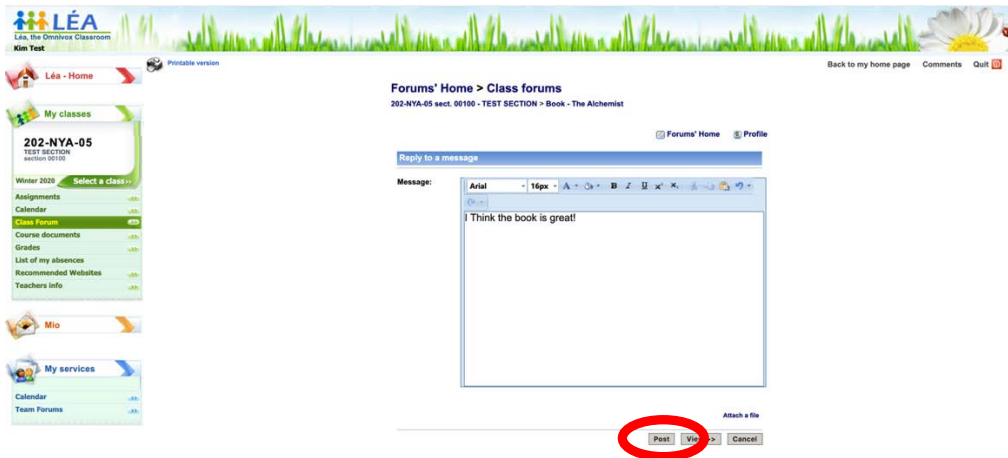 LÉA
Léa, the Omnivox Classroom
Kim Test
Printable version
Back to my home page Comments Quit
Léa - Home
My classes
202-NYA-05
TEST SECTION
section 00100
Winter 2020 Select a class
Assignments
Calendar
Class Forum
Course documents
Grades
List of my absences
Recommended Websites
Teachers info
Mio
My services
Calendar
Team Forums
Forums' Home > Class forums
202-NYA-05 sect. 00100 - TEST SECTION > Book - The Alchemist
Forums' Home Profile
Reply to a message
Message:
Arial 16px A B I U x² x₂
I Think the book is great!
Attach a file
Post Cancel